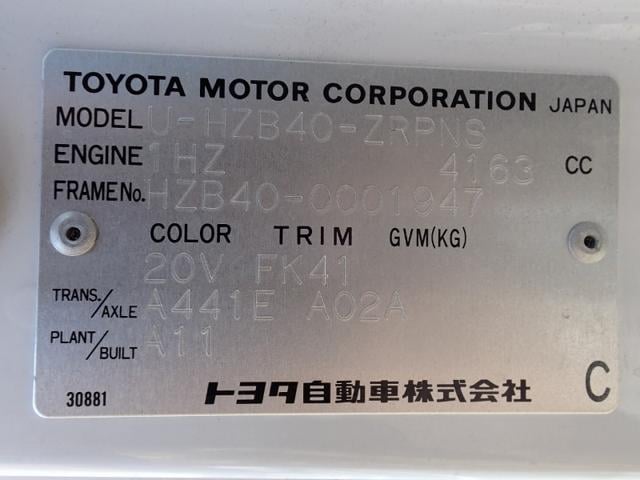 TOYOTA MOTOR CORPORATION JAPAN
MODEL U-HZB40-ZRPNS
ENGINE 1HZ 4163 CC
FRAME No. HZB40-0001947
COLOR TRIM GVM(KG)
20V FK41
TRANS./AXLE A441E A02A
PLANT/BUILT A11
30881 トヨタ自動車株式会社 C